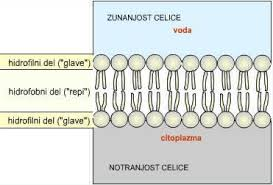 ZUNANJOST CELICE
voda
hidrofilni del ("glave")
hidrofobni del ("repi")
hidrofilni del ("glave")
citoplazma
NOTRANJOST CELICE